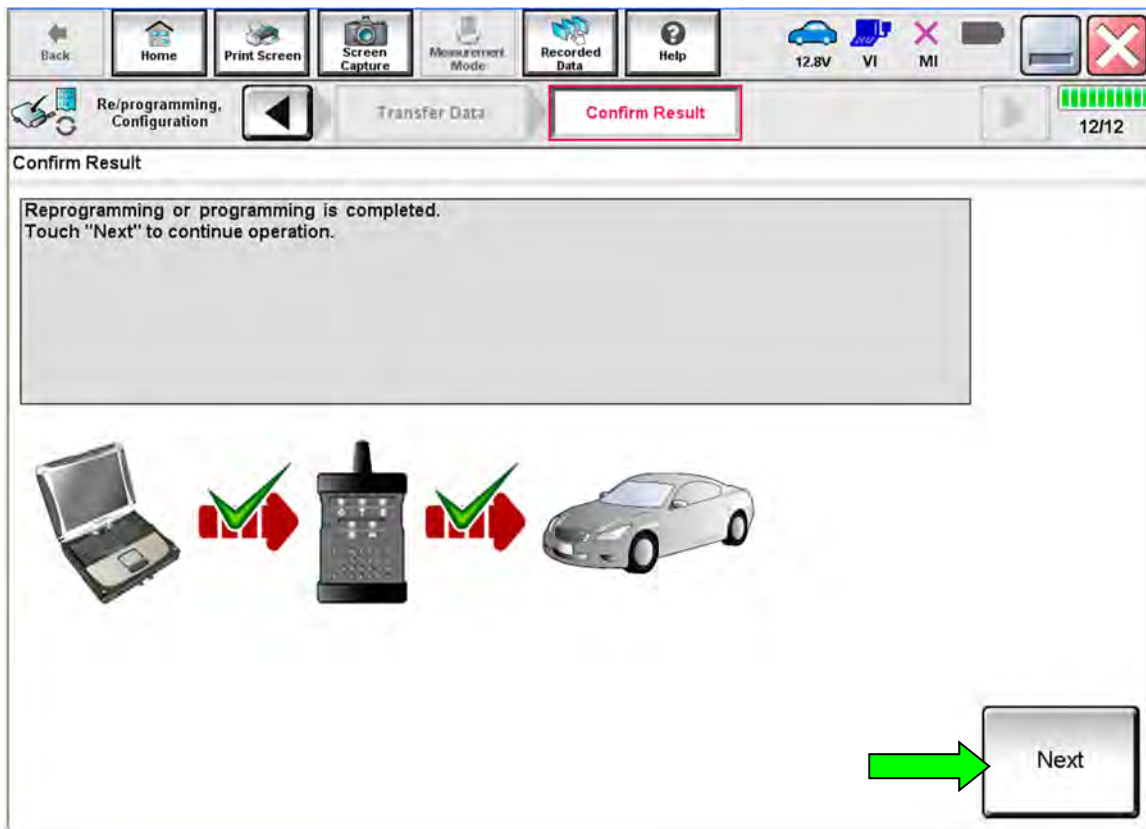 Back
Home
Print Screen
Screen
Capture
Measurement
Mode
Recorded
Data
Help
12.8V
VI
MI
Re/programming,
Configuration
Transfer Data
Confirm Result
12/12
Confirm Result
Reprogramming or programming is completed.
Touch "Next" to continue operation.
Next